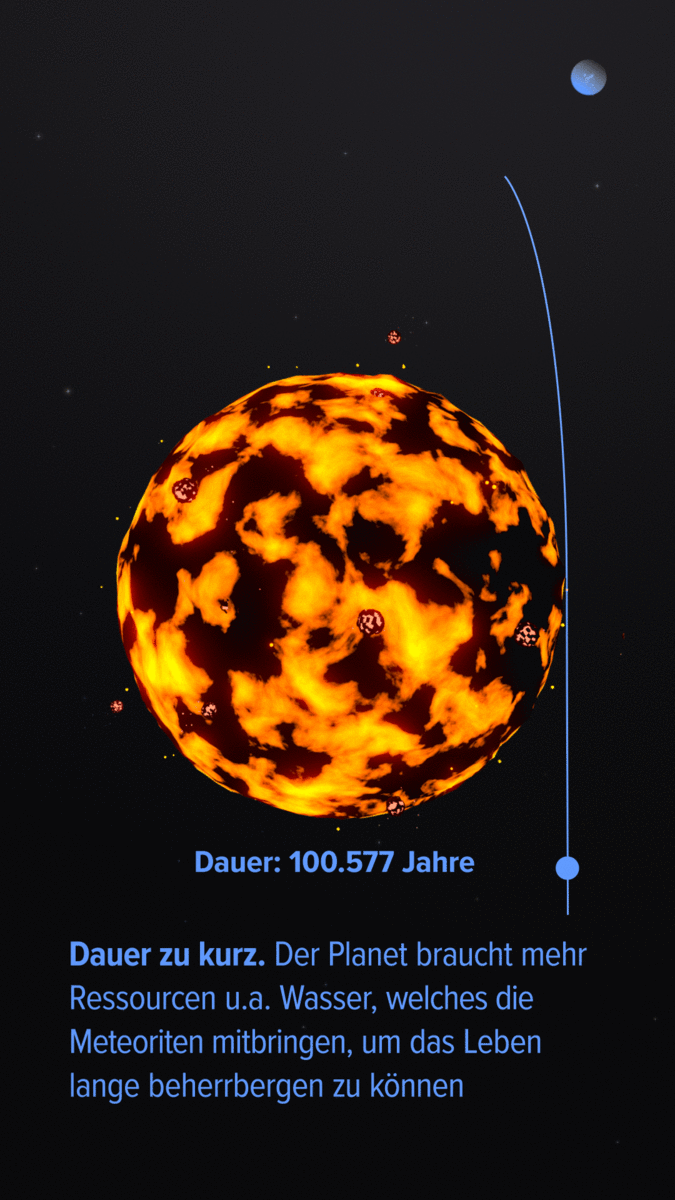 Dauer: 100.577 Jahre
Dauer zu kurz. Der Planet braucht mehr
Ressourcen u.a. Wasser, welches die
Meteoriten mitbringen, um das Leben
lange beherrbergen zu können